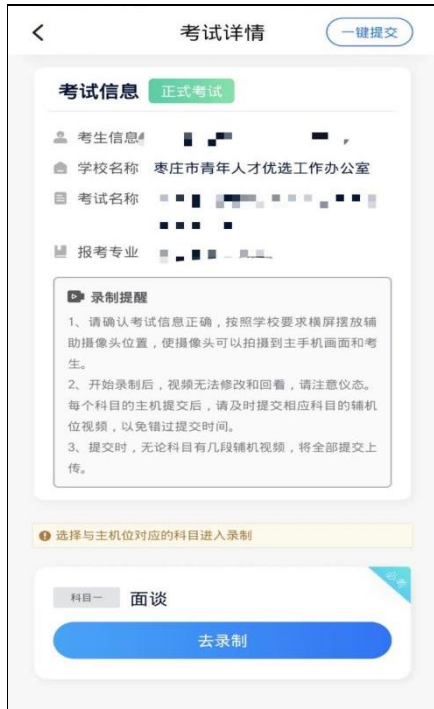 考试详情
一键提交
考试信息 正式考试
考生信息
学校名称 枣庄市青年人才优选工作办公室
考试名称
报考专业
录制提醒
1、请确认考试信息正确，按照学校要求横屏摆放辅
助摄像头位置，使摄像头可以拍摄到主手机画面和考
生。
2、开始录制后，视频无法修改和回看，请注意仪态。
每个科目的主机提交后，请及时提交相应科目的辅机
位视频，以免错过提交时间。
3、提交时，无论科目有几段辅机视频，将全部提交上
传。
选择与主机位对应的科目进入录制
必考
科目一 面谈
去录制